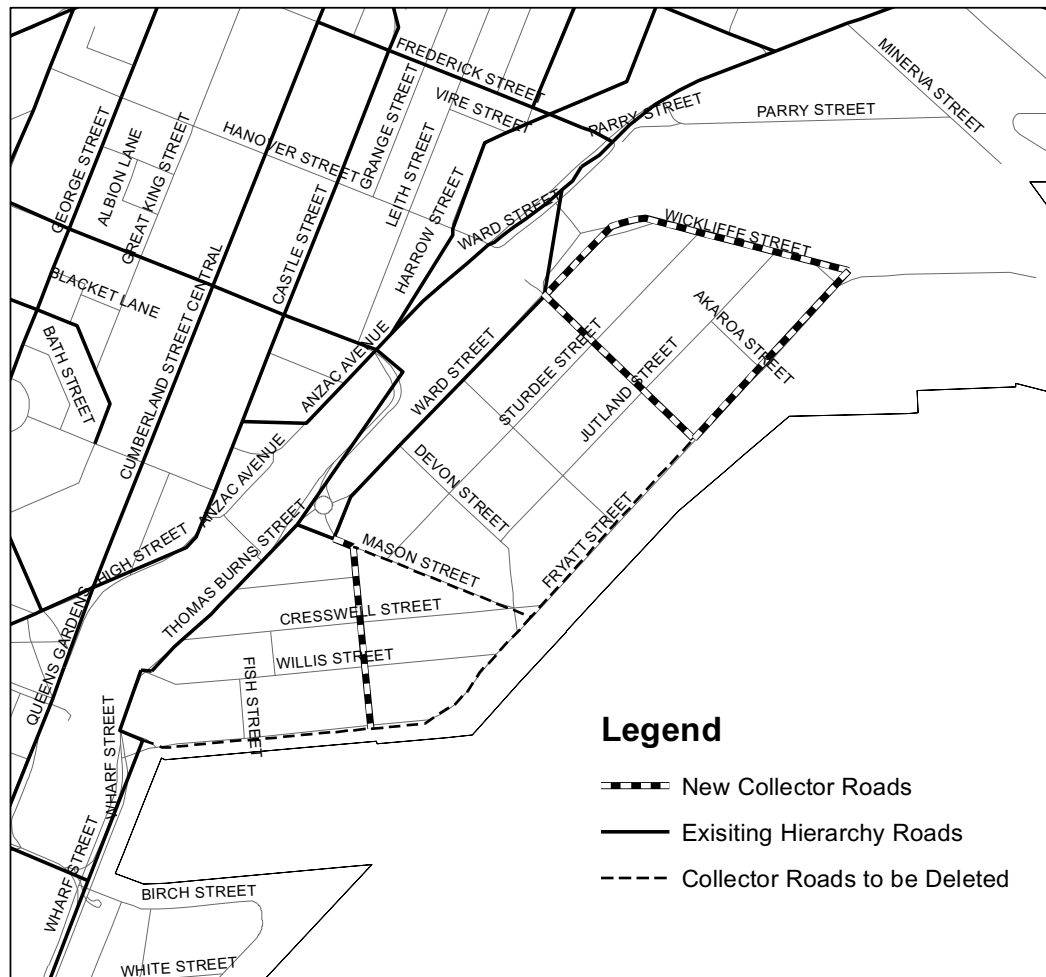 FREDERICK STREET
MINERVA STREET
GRANGE STREET
VIRE STREET
PARRY STREET
PARRY STREET
GEORGE STREET
ALBION LANE
GREAT KING STREET
HANOVER STREET
LEITH STREET
HARROW STREET
WARD STREET
WICKLIFFE STREET
CASTLE STREET
BLACKET LANE
BATH STREET
CUMBERLAND STREET CENTRAL
ANZAC AVENUE
WARD STREET
STURDEE STREET
JUTLAND STREET
AKAROA STREET
ANZAC AVENUE
DEVON STREET
HIGH STREET
THOMAS BURNS STREET
MASON STREET
FRYATT STREET
CRESSWELL STREET
QUEENS GARDENS
WILLIS STREET
FISH STREET
WHARF STREET
WHARF STREET
BIRCH STREET
WHITE STREET
Legend
New Collector Roads
Exisiting Hierarchy Roads
Collector Roads to be Deleted